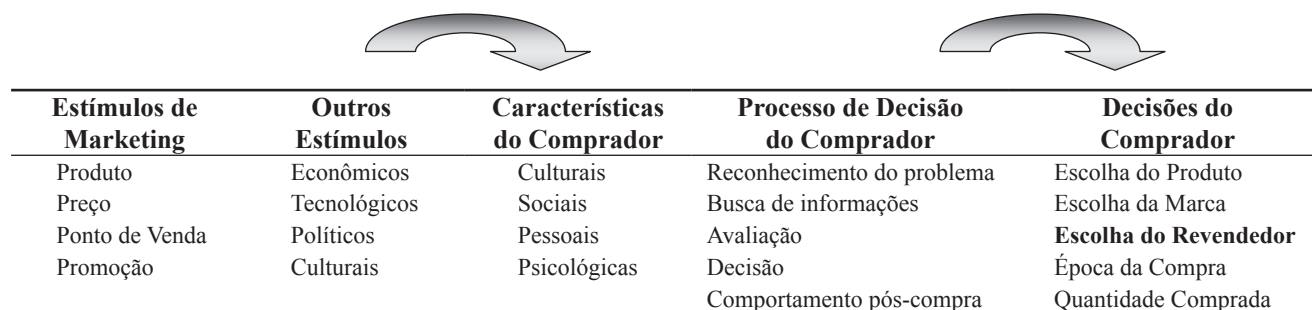 Estímulos de Marketing Outros Estímulos Características do Comprador Processo de Decisão do Comprador Decisões do Comprador
Produto Econômicos Culturais Reconhecimento do problema Escolha do Produto
Preço Tecnológicos Sociais Busca de informações Escolha da Marca
Ponto de Venda Políticos Pessoais Avaliação Escolha do Revendedor
Promoção Culturais Psicológicas Decisão Época da Compra
Comportamento pós-compra Quantidade Comprada